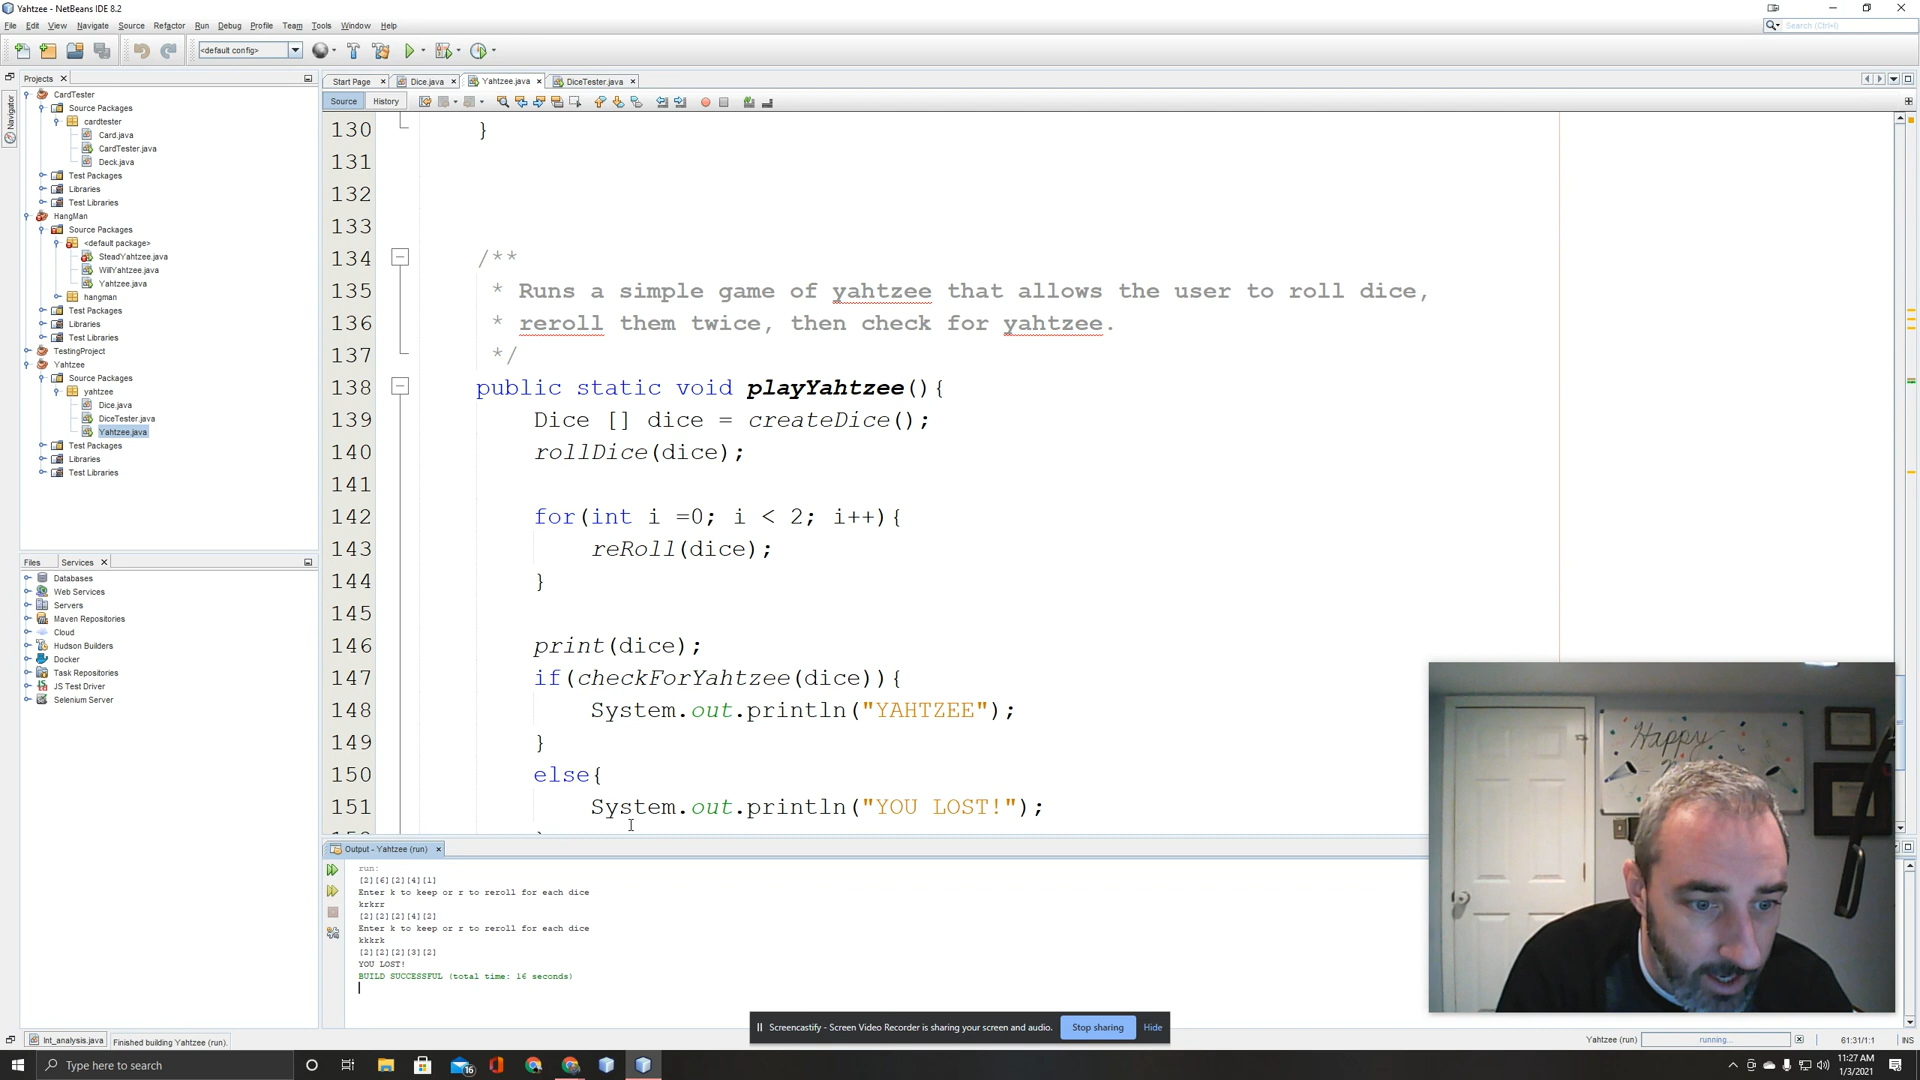 Yahtzee - NetBeans IDE 8.2
File Edit View Navigate Source Refactor Run Debug Profile Team Tools Window Help
Search (Ctrl+I)
<default config>
Projects
Start Page Dice.java Yahtzee.java DiceTester.java
Source History
Navigator
CardTester
Source Packages
cardtester
Card.java
CardTester.java
Deck.java
Test Packages
Libraries
Test Libraries
HangMan
Source Packages
<default package>
SteadYahtzee.java
WillYahtzee.java
Yahtzee.java
hangman
Test Packages
Libraries
Test Libraries
TestingProject
Yahtzee
Source Packages
yahtzee
Dice.java
DiceTester.java
Yahtzee.java
Test Packages
Libraries
Test Libraries
Files Services
Databases
Web Services
Servers
Maven Repositories
Cloud
Hudson Builders
Docker
Task Repositories
JS Test Driver
Selenium Server
130 }
131
132
133
134 /**
135 * Runs a simple game of yahtzee that allows the user to roll dice,
136 * reroll them twice, then check for yahtzee.
137 */
138 public static void playYahtzee(){
139 Dice [] dice = createDice();
140 rollDice(dice);
141
142 for(int i =0; i < 2; i++){
143 reRoll(dice);
144 }
145
146 print(dice);
147 if(checkForYahtzee(dice)){
148 System.out.println("YAHTZEE");
149 }
150 else{
151 System.out.println("YOU LOST!");
Happy
Output - Yahtzee (run)
run:
[2][6][2][4][1]
Enter k to keep or r to reroll for each dice
krkrr
[2][2][2][4][2]
Enter k to keep or r to reroll for each dice
kkkrk
[2][2][2][3][2]
YOU LOST!
BUILD SUCCESSFUL (total time: 16 seconds)
Screencastify - Screen Video Recorder is sharing your screen and audio. Stop sharing Hide
Int_analysis.java Finished building Yahtzee (run). Yahtzee (run) running... 61:31/1:1 INS
Type here to search
16
11:27 AM
1/3/2021